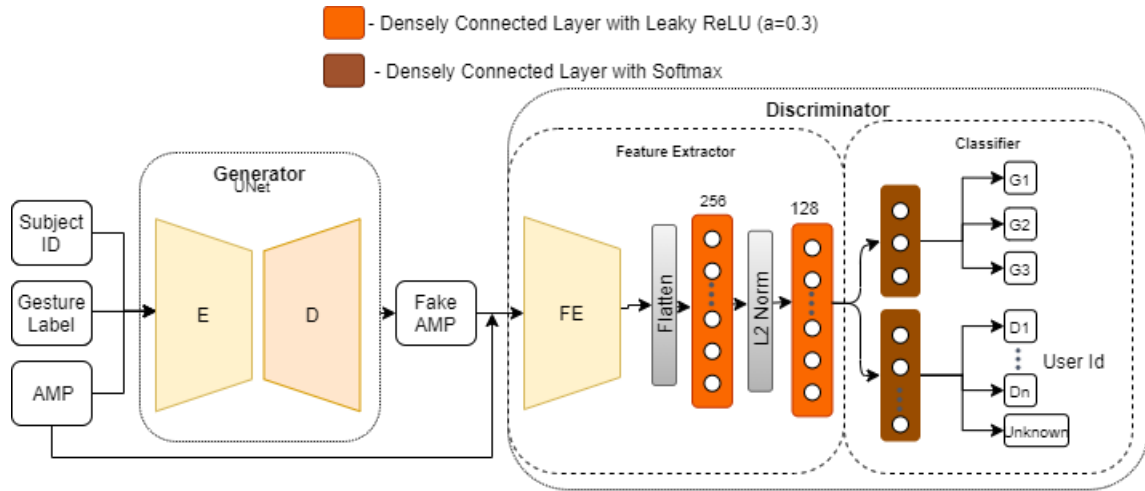 - Densely Connected Layer with Leaky ReLU (a=0.3)
- Densely Connected Layer with Softmax
Discriminator
Feature Extractor
Classifier
Generator
UNet
Subject
ID
Gesture
Label
AMP
E
D
Fake
AMP
FE
Flatten
256
L2 Norm
128
G1
G2
G3
D1
Dn
User Id
Unknown